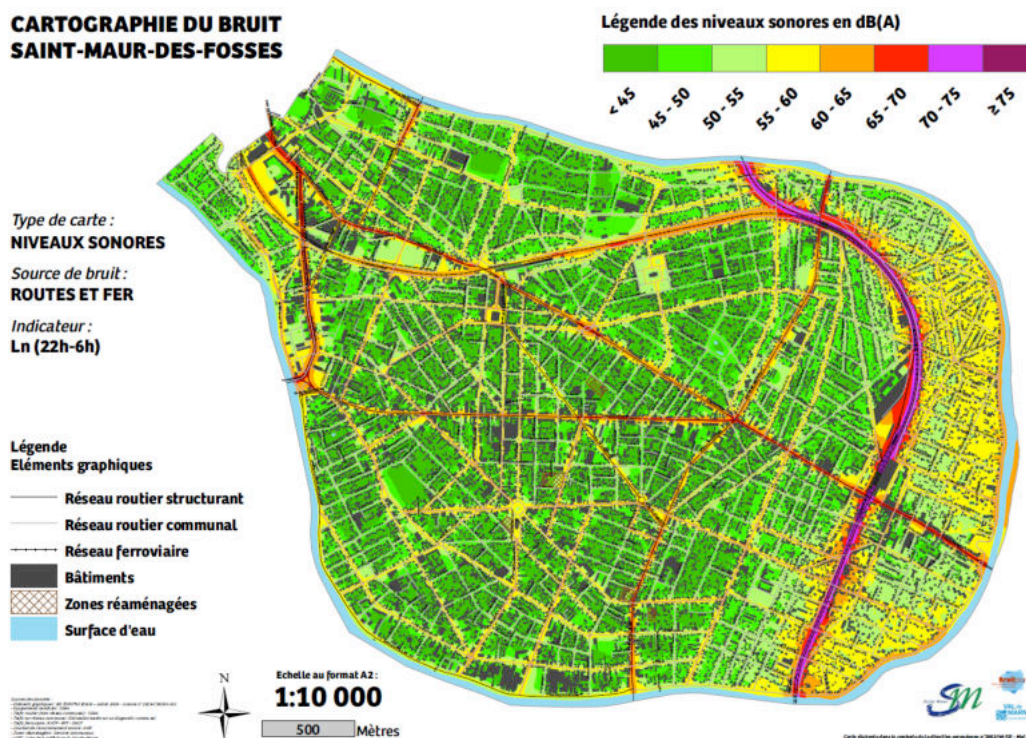 CARTOGRAPHIE DU BRUIT
SAINT-MAUR-DES-FOSSES
Légende des niveaux sonores en dB(A)
< 45
45 - 50
50 - 55
55 - 60
60 - 65
65 - 70
70 - 75
≥ 75
Type de carte :
NIVEAUX SONORES
Source de bruit :
ROUTES ET FER
Indicateur :
Ln (22h-6h)
Légende
Eléments graphiques
Réseau routier structurant
Réseau routier communal
Réseau ferroviaire
Bâtiments
Zones réaménagées
Surface d'eau
N
Echelle au format A2 :
1:10 000
500 Mètres